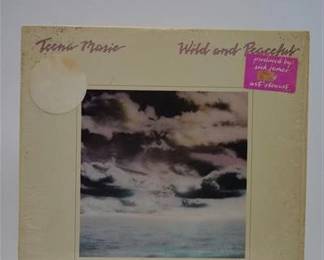 Teena Marie
Wild and Peaceful
produced by:
rick james